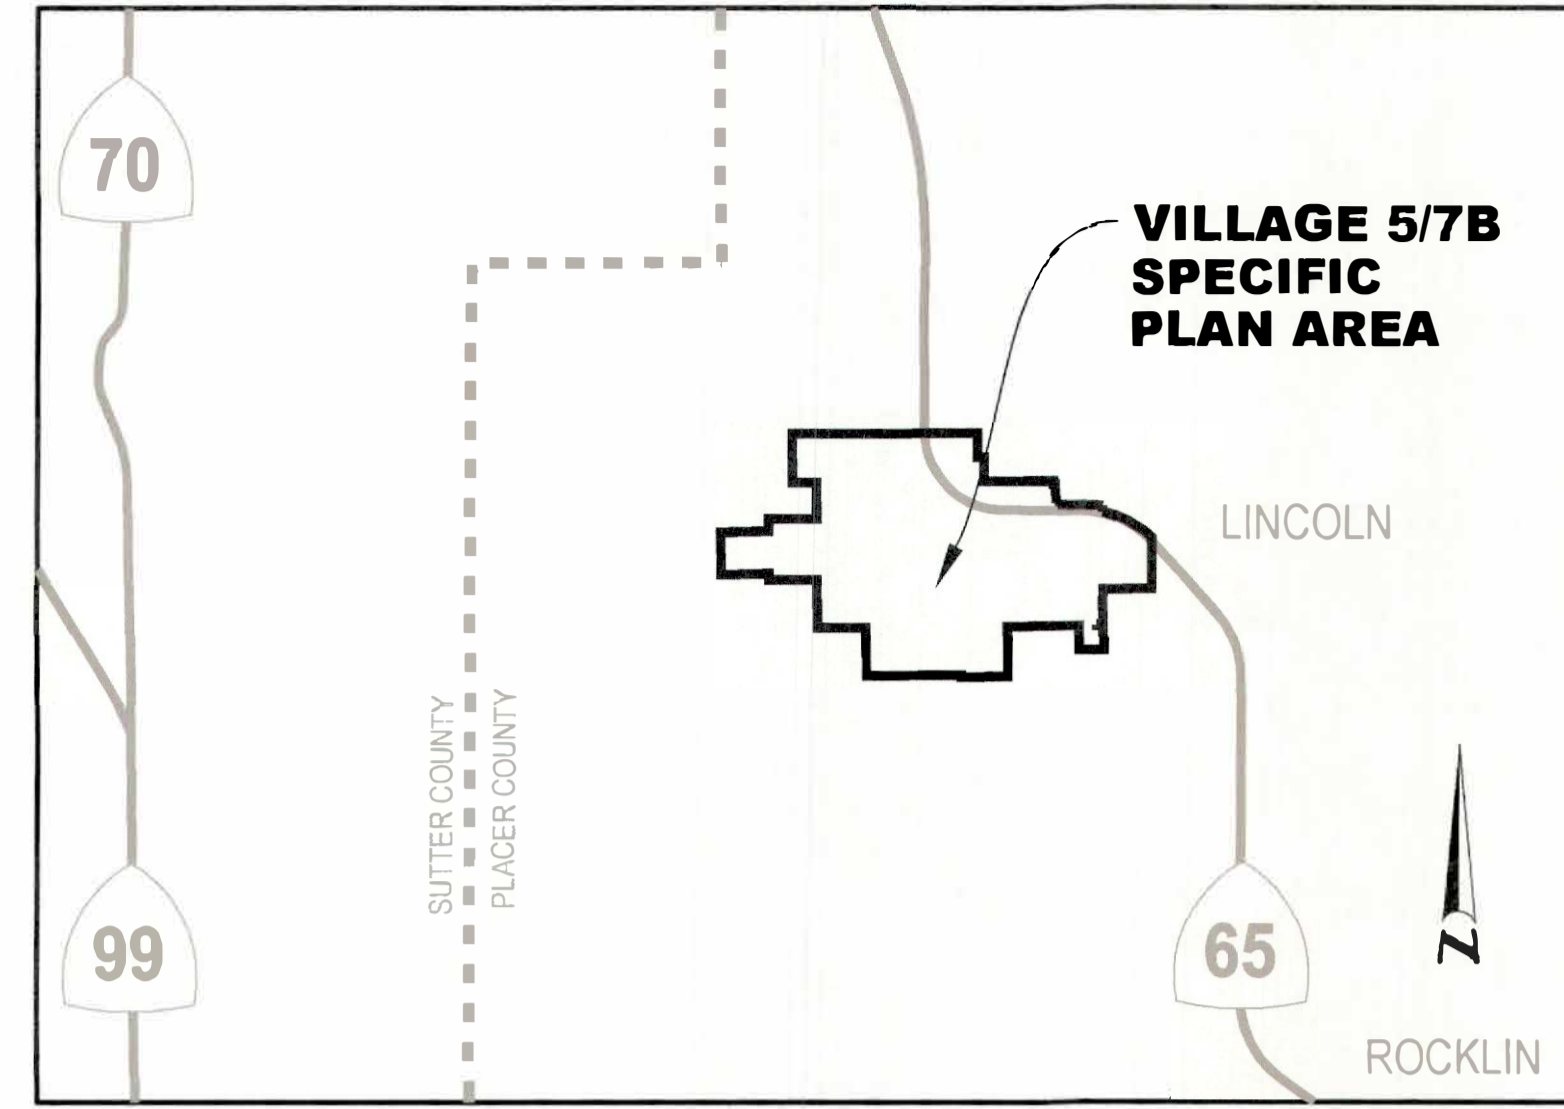 70
VILLAGE 5/7B
SPECIFIC
PLAN AREA
LINCOLN
SUTTER COUNTY
PLACER COUNTY
99
65
Z
ROCKLIN